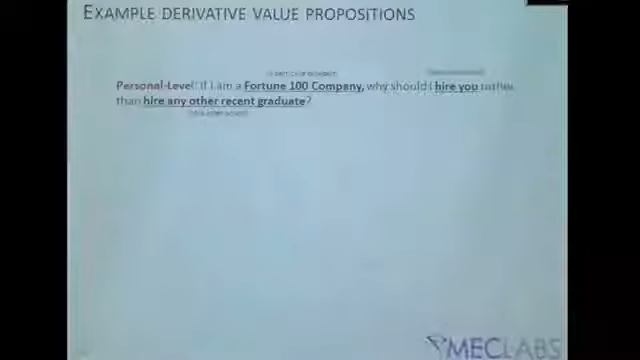 EXAMPLE DERIVATIVE VALUE PROPOSITIONS
Personal-Level: If I am a Fortune 100 Company, why should I hire you rather
than hire any other recent graduate?
MECLABS